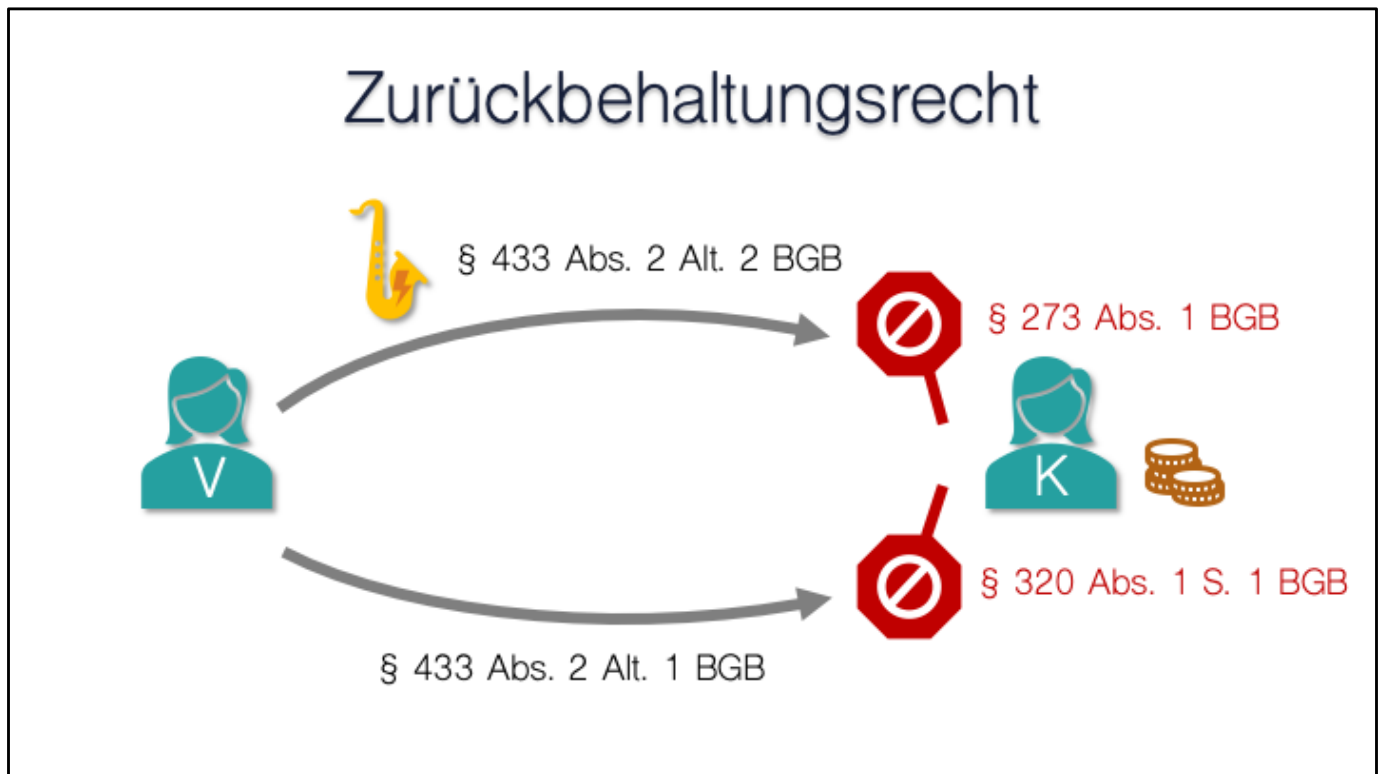 Zurückbehaltungsrecht
§ 433 Abs. 2 Alt. 2 BGB
§ 273 Abs. 1 BGB
V
K
§ 320 Abs. 1 S. 1 BGB
§ 433 Abs. 2 Alt. 1 BGB